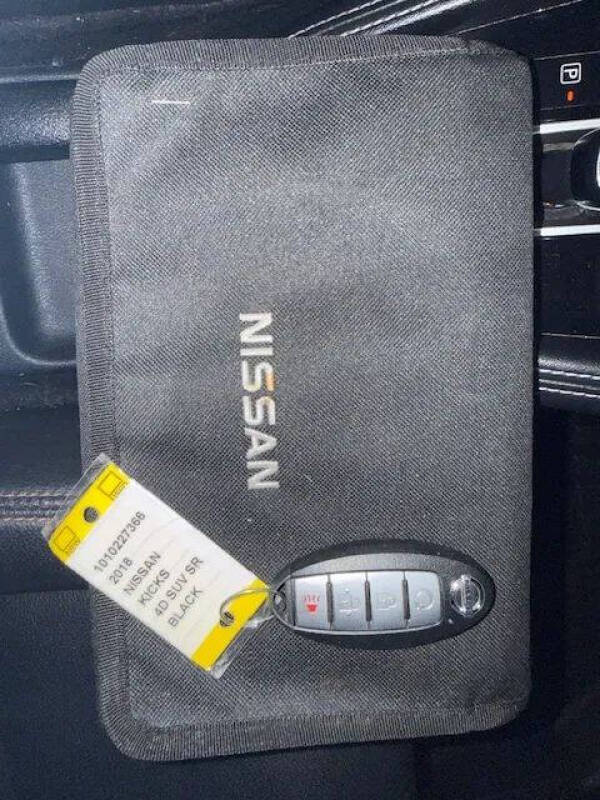 P
NISSAN
1010227366
2018
NISSAN
KICKS
4D SUV SR
BLACK